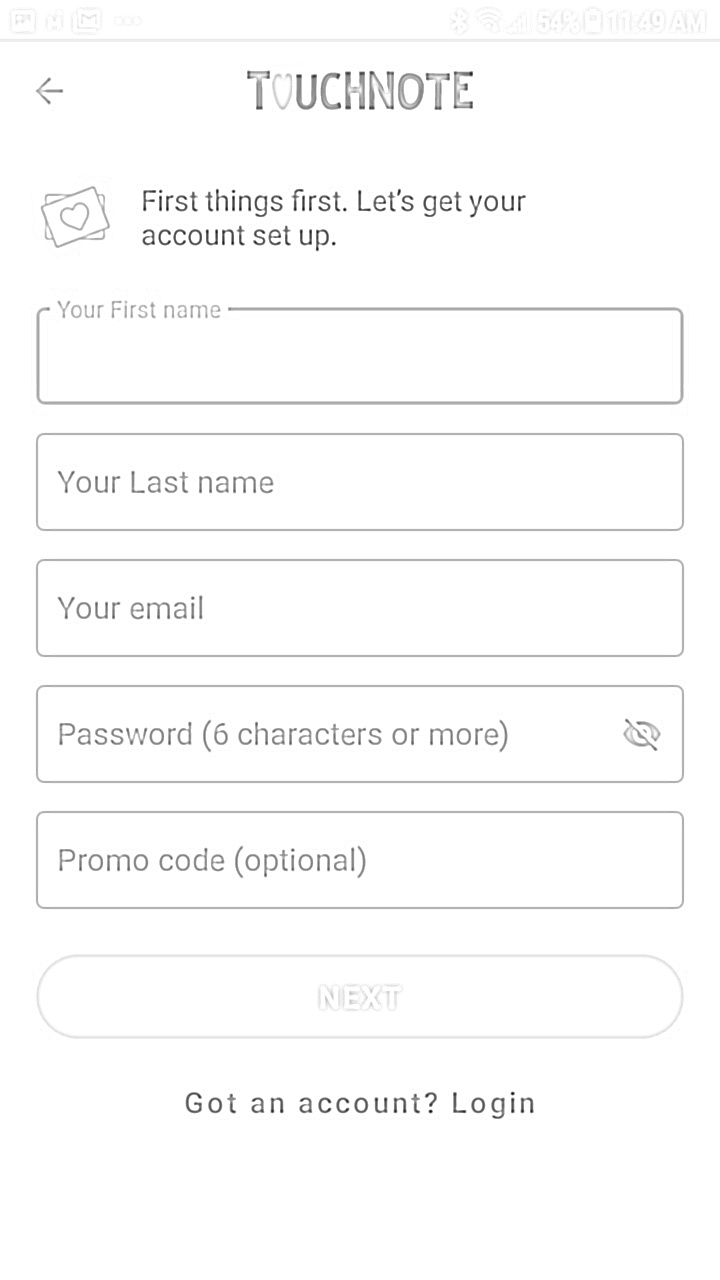 54% 11:49 AM
TOUCHNOTE
First things first. Let's get your
account set up.
Your First name
Your Last name
Your email
Password (6 characters or more)
Promo code (optional)
NEXT
Got an account? Login